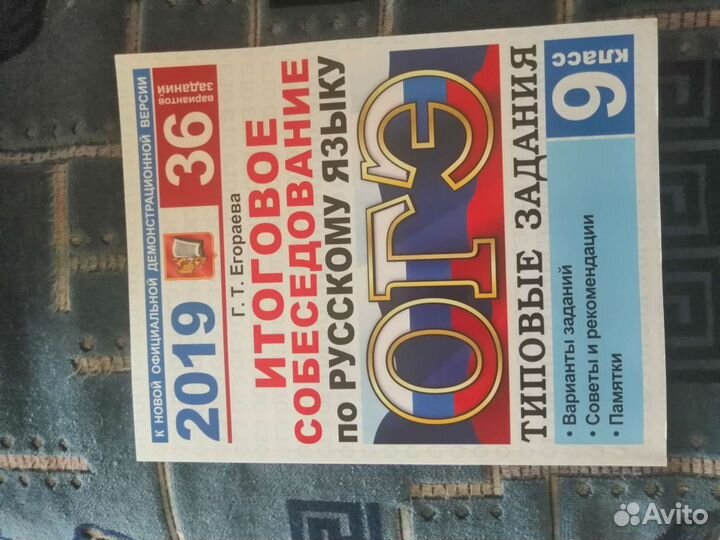 К НОВОЙ ОФИЦИАЛЬНОЙ ДЕМОНСТРАЦИОННОЙ ВЕРСИИ
2019
36
вариантов
заданий
Г. Т. Егораева
ИТОГОВОЕ
СОБЕСЕДОВАНИЕ
по РУССКОМУ ЯЗЫКУ
ОГЭ
ТИПОВЫЕ ЗАДАНИЯ
• Варианты заданий
• Советы и рекомендации
• Памятки
9
класс
Avito